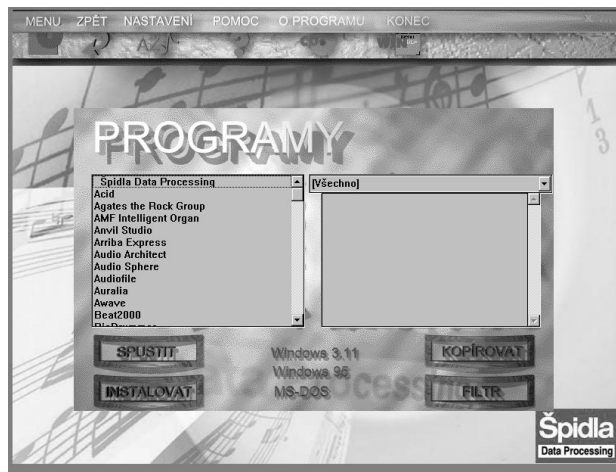 MENU ZPĚT NASTAVENÍ POMOC O PROGRAMU KONEC
PROGRAMY
Špidla Data Processing
[Všechno]
Acid
Agates the Rock Group
AMF Intelligent Organ
Anvil Studio
Arriba Express
Audio Architect
Audio Sphere
Audiofile
Auralia
Awave
Beat2000
SPUSTIT
Windows 3.11
KOPÍROVAT
Windows 95
INSTALOVAT
MS-DOS
FILTR
Špidla
Data Processing